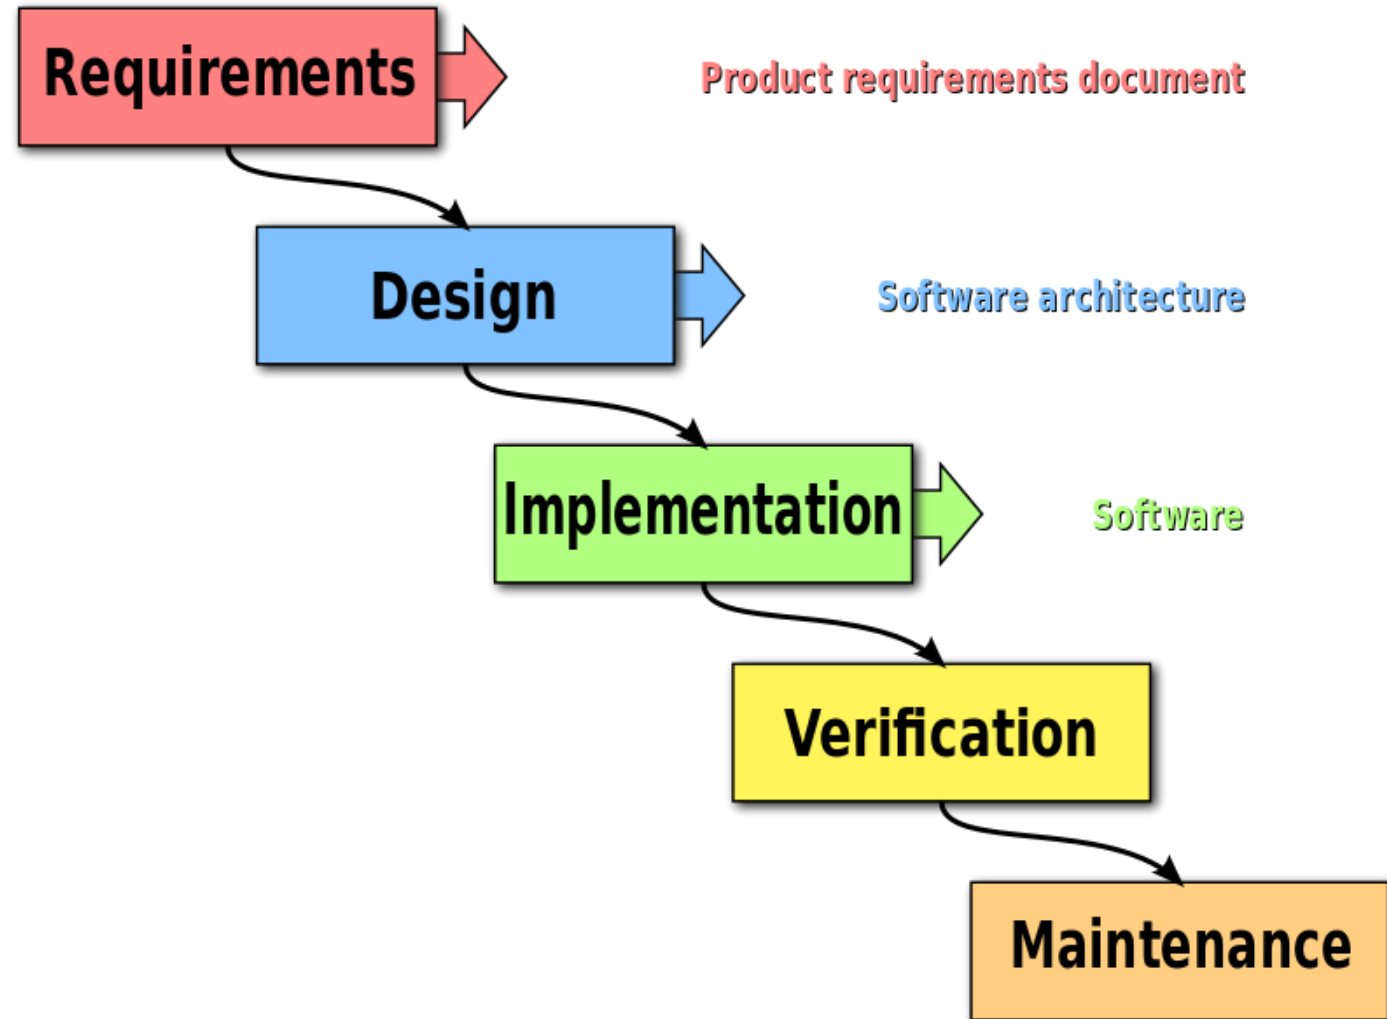 Requirements
Product requirements document
Design
Software architecture
Implementation
Software
Verification
Maintenance